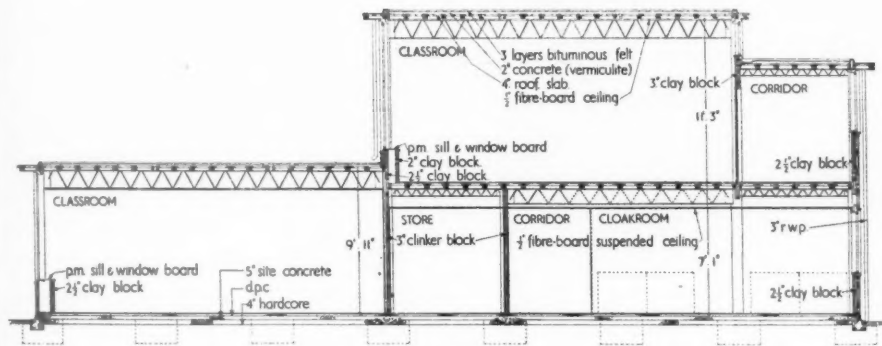 CLASSROOM
3 layers bituminous felt
2" concrete (vermiculite)
4" roof slab
½" fibre-board ceiling
3" clay block
CORRIDOR
11'. 3"
p.m. sill & window board
2" clay block
2½" clay block
2½" clay block
CLASSROOM
STORE
CORRIDOR
CLOAKROOM
9' 11"
3" clinker block
½" fibre-board suspended ceiling
3" r w p.
7' 1"
p.m. sill & window board
2½" clay block
5" site concrete
d.p.c
4" hardcore
2½" clay block